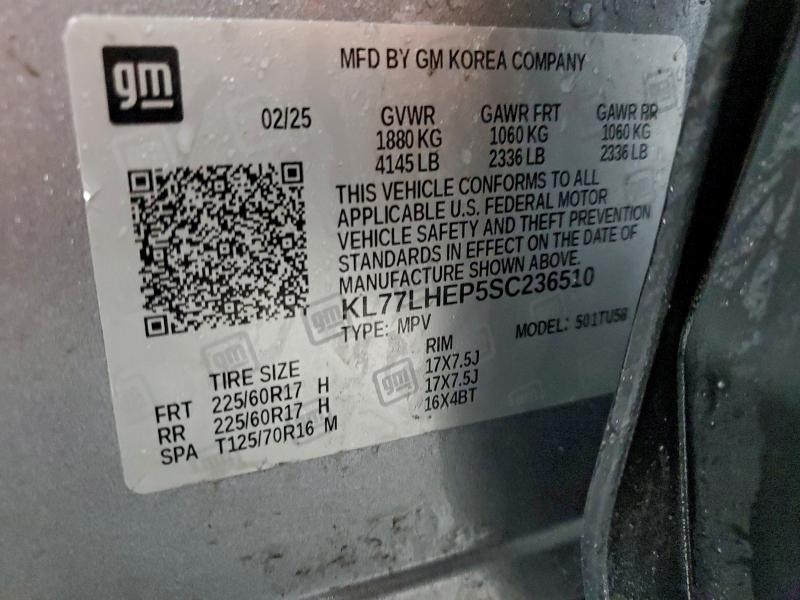 gm
MFD BY GM KOREA COMPANY
02/25 GVWR GAWR FRT GAWR RR
1880 KG 1060 KG 1060 KG
4145 LB 2336 LB 2336 LB
THIS VEHICLE CONFORMS TO ALL
APPLICABLE U.S. FEDERAL MOTOR
VEHICLE SAFETY AND THEFT PREVENTION
STANDARDS IN EFFECT ON THE DATE OF
MANUFACTURE SHOWN ABOVE.
KL77LHEP5SC236510
TYPE: MPV MODEL: 501TU58
TIRE SIZE RIM
FRT 225/60R17 H 17X7.5J
RR 225/60R17 H 17X7.5J
SPA T125/70R16 M 16X4BT